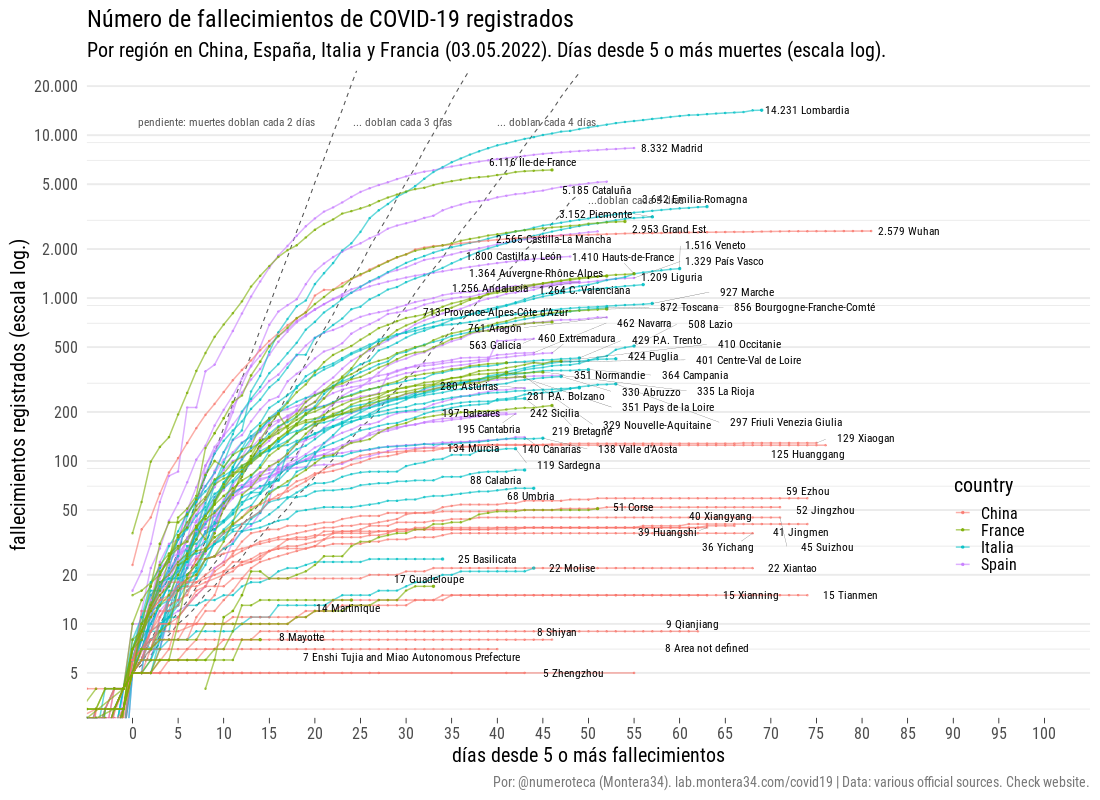 Número de fallecimientos de COVID-19 registrados
Por región en China, España, Italia y Francia (03.05.2022). Días desde 5 o más muertes (escala log).
fallecimientos registrados (escala log.)
20.000
10.000
5.000
2.000
1.000
500
200
100
50
20
10
5
pendiente: muertes doblan cada 2 días
... doblan cada 3 dfas
... doblan cada 4 días.
14.231 Lombardia
8.332 Madrid
6.116 Ile-de-France
5.185 Cataluña
...doblan cada 5 días
3.642 Emilia-Romagna
3.152 Piemonte
2.953 Grand Est
2.579 Wuhan
2.565 Castilla-La Mancha
1.516 Veneto
1.800 Castilla y León
1.410 Hauts-de-France
1.329 País Vasco
1.364 Auvergne-Rhône-Alpes
1.209 Liguria
1.256 Andalucía
1.264 C. Valenciana
927 Marche
713 Provence-Alpes-Côte d'Azur
872 Toscana
856 Bourgogne-Franche-Comté
761 Aragón
462 Navarra
508 Lazio
563 Galicia
460 Extremadura
429 P.A. Trento
410 Occitanie
424 Puglia
401 Centre-Val de Loire
351 Normandie
364 Campania
280 Asturias
281 P.A. Bolzano
330 Abruzzo
335 La Rioja
351 Pays de la Loire
197 Baleares
242 Sicilia
329 Nouvelle-Aquitaine
297 Friuli Venezia Giulia
195 Cantabria
219 Bretagne
129 Xiaogan
134 Murcia
140 Canarias
138 Valle d'Aosta
125 Huanggang
119 Sardegna
88 Calabria
68 Umbria
59 Ezhou
51 Corse
40 Xiangyang
52 Jingzhou
39 Huangshi
41 Jingmen
36 Yichang
45 Suizhou
25 Basilicata
22 Molise
22 Xiantao
17 Guadeloupe
15 Xianning
15 Tianmen
14 Martinique
8 Mayotte
8 Shiyan
9 Qianjiang
7 Enshi Tujia and Miao Autonomous Prefecture
8 Area not defined
5 Zhengzhou
country
China
France
Italia
Spain
0 5 10 15 20 25 30 35 40 45 50 55 60 65 70 75 80 85 90 95 100
días desde 5 o más fallecimientos
Por: @numeroteca (Montera34). lab.montera34.com/covid19 | Data: various official sources. Check website.